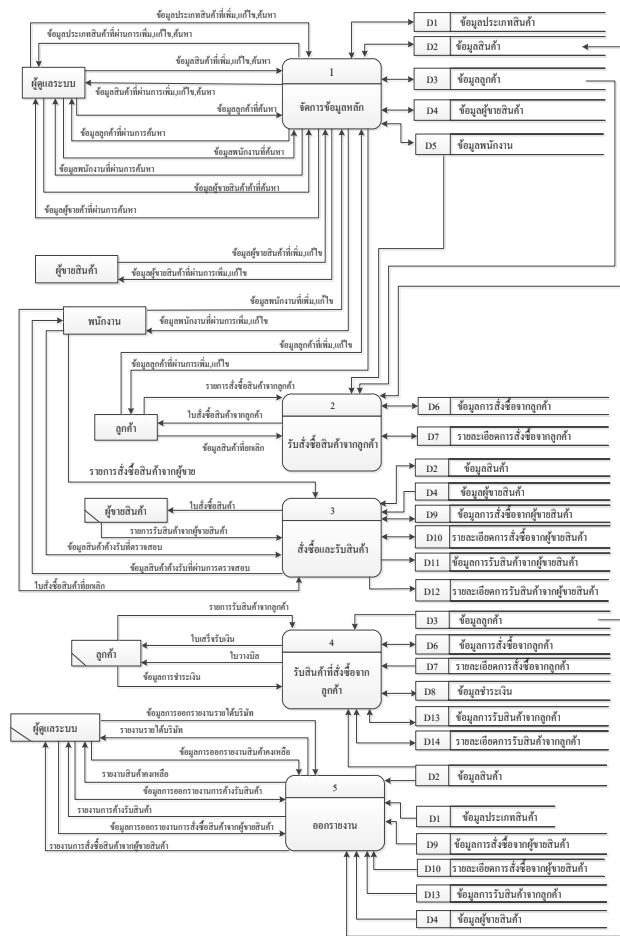 ข้อมูลประเภทสินค้าที่เพิ่ม,แก้ไข,ค้นหา
ข้อมูลประเภทสินค้าที่ผ่านการเพิ่ม,แก้ไข,ค้นหา
ข้อมูลสินค้าที่เพิ่ม,แก้ไข,ค้นหา
ผู้ดูแลระบบ
ข้อมูลสินค้าที่ผ่านการเพิ่ม,แก้ไข,ค้นหา
ข้อมูลลูกค้าที่ค้นหา
ข้อมูลลูกค้าที่ผ่านการค้นหา
ข้อมูลพนักงานที่ค้นหา
ข้อมูลพนักงานที่ผ่านการค้นหา
ข้อมูลผู้ขายสินค้าค้าที่ค้นหา
ข้อมูลผู้ขายค้าที่ผ่านการค้นหา
1
จัดการข้อมูลหลัก
D1 ข้อมูลประเภทสินค้า
D2 ข้อมูลสินค้า
D3 ข้อมูลลูกค้า
D4 ข้อมูลผู้ขายสินค้า
D5 ข้อมูลพนักงาน
ผู้ขายสินค้า
ข้อมูลผู้ขายสินค้าที่เพิ่ม,แก้ไข
ข้อมูลผู้ขายสินค้าที่ผ่านการเพิ่ม,แก้ไข
พนักงาน
ข้อมูลพนักงานที่เพิ่ม,แก้ไข
ข้อมูลพนักงานที่ผ่านการเพิ่ม,แก้ไข
ข้อมูลลูกค้าที่เพิ่ม,แก้ไข
ข้อมูลลูกค้าที่ผ่านการเพิ่ม,แก้ไข
รายการสั่งซื้อสินค้าจากลูกค้า
ลูกค้า
ใบสั่งซื้อสินค้าจากลูกค้า
ข้อมูลสินค้าที่ยกเลิก
2
รับสั่งซื้อสินค้าจากลูกค้า
D6 ข้อมูลการสั่งซื้อจากลูกค้า
D7 รายละเอียดการสั่งซื้อจากลูกค้า
รายการสั่งซื้อสินค้าจากผู้ขาย
ผู้ขายสินค้า
ใบสั่งซื้อสินค้า
รายการรับสินค้าจากผู้ขายสินค้า
ข้อมูลสินค้าค้างรับที่ตรวจสอบ
ข้อมูลสินค้าค้างรับที่ผ่านการตรวจสอบ
ใบสั่งซื้อสินค้าที่ยกเลิก
3
สั่งซื้อและรับสินค้า
D2 ข้อมูลสินค้า
D4 ข้อมูลผู้ขายสินค้า
D9 ข้อมูลการสั่งซื้อจากผู้ขายสินค้า
D10 รายละเอียดการสั่งซื้อจากผู้ขายสินค้า
D11 ข้อมูลการรับสินค้าจากผู้ขายสินค้า
D12 รายละเอียดการรับสินค้าจากผู้ขายสินค้า
รายการรับสินค้าจากลูกค้า
ลูกค้า
ใบเสร็จรับเงิน
ใบวางบิล
ข้อมูลการชำระเงิน
4
รับสินค้าที่สั่งซื้อจาก
ลูกค้า
D3 ข้อมูลลูกค้า
D6 ข้อมูลการสั่งซื้อจากลูกค้า
D7 รายละเอียดการสั่งซื้อจากลูกค้า
D8 ข้อมูลชำระเงิน
D13 ข้อมูลการรับสินค้าจากลูกค้า
D14 รายละเอียดการรับสินค้าจากลูกค้า
D2 ข้อมูลสินค้า
ผู้ดูแลระบบ
ข้อมูลการออกรายงานรายได้บริษัท
รายงานรายได้บริษัท
ข้อมูลการออกรายงานสินค้าคงเหลือ
รายงานสินค้าคงเหลือ
ข้อมูลการออกรายงานการค้างรับสินค้า
รายงานการค้างรับสินค้า
ข้อมูลการออกรายงานการสั่งซื้อสินค้าจากผู้ขายสินค้า
รายงานการสั่งซื้อสินค้าจากผู้ขายสินค้า
5
ออกรายงาน
D1 ข้อมูลประเภทสินค้า
D9 ข้อมูลการสั่งซื้อจากผู้ขายสินค้า
D10 รายละเอียดการสั่งซื้อจากผู้ขายสินค้า
D13 ข้อมูลการรับสินค้าจากลูกค้า
D4 ข้อมูลผู้ขายสินค้า